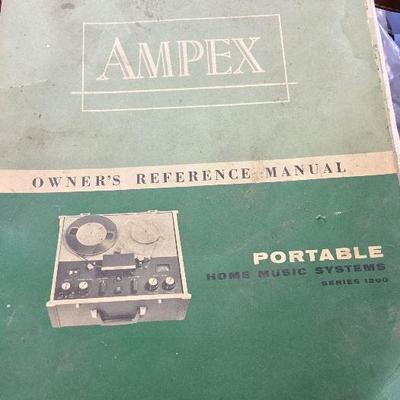 AMPEX
OWNER'S REFERENCE MANUAL
PORTABLE
HOME MUSIC SYSTEMS
SERIES 1200